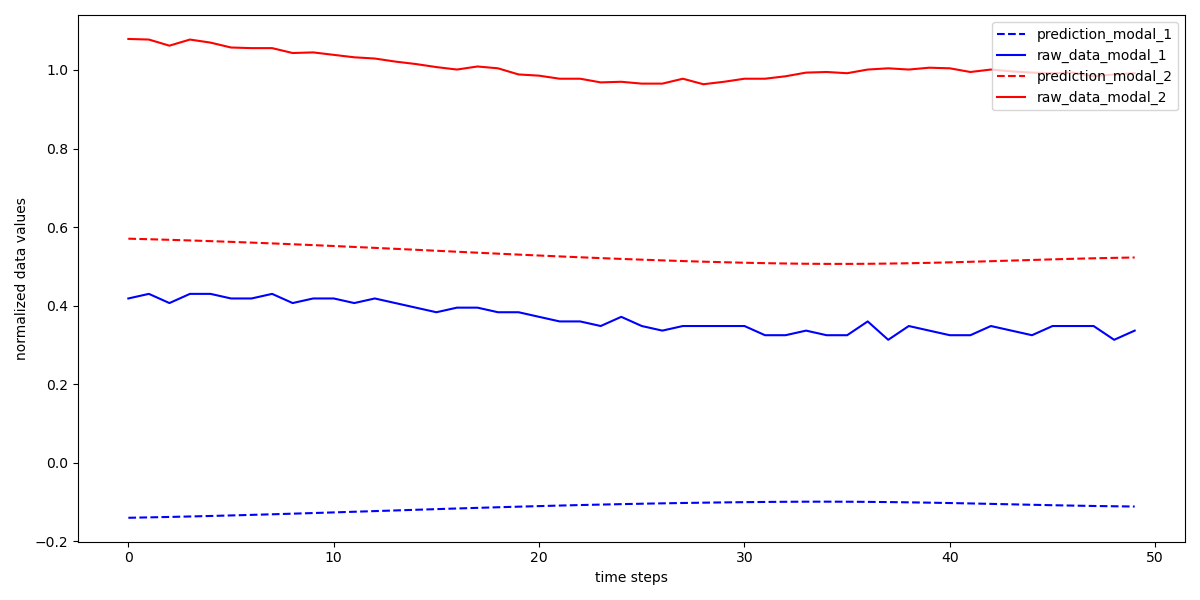 prediction_modal_1
raw_data_modal_1
prediction_modal_2
raw_data_modal_2
1.0
0.8
0.6
0.4
0.2
0.0
−0.2
normalized data values
0
10
20
30
40
50
time steps